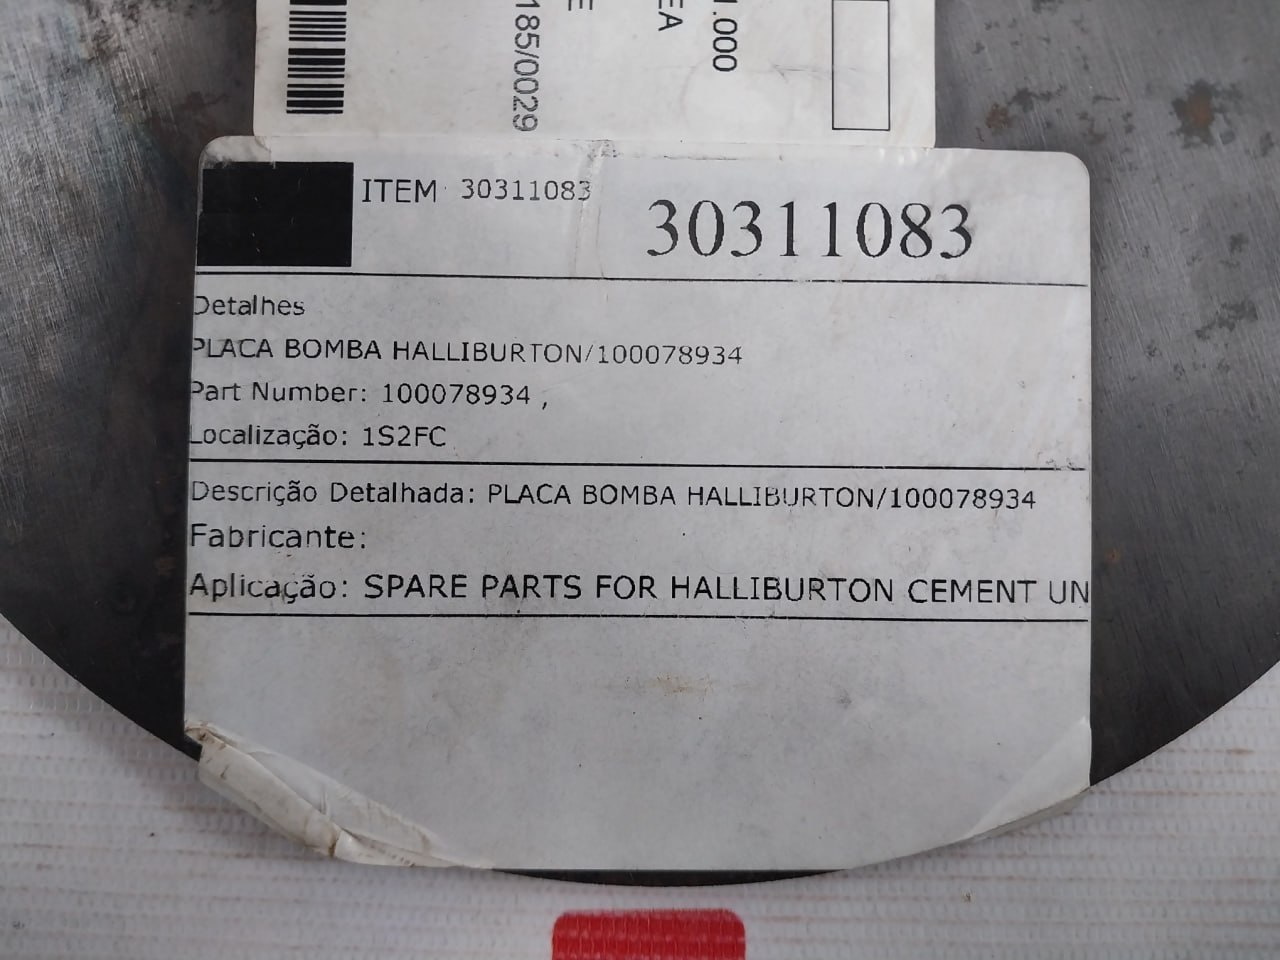 185/0029
E
EA
1.000
ITEM 30311083
30311083
Detalhes
PLACA BOMBA HALLIBURTON/100078934
Part Number: 100078934 ,
Localização: 1S2FC
Descrição Detalhada: PLACA BOMBA HALLIBURTON/100078934
Fabricante:
Aplicação: SPARE PARTS FOR HALLIBURTON CEMENT UN